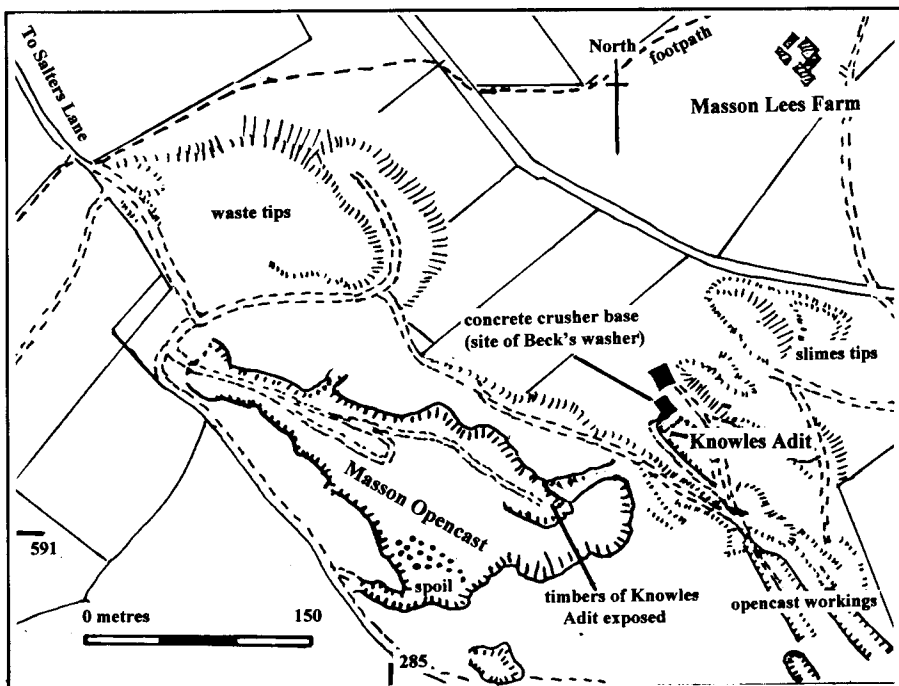 To Salters Lane
North
footpath
Masson Lees Farm
waste tips
concrete crusher base
(site of Beck's washer)
slimes tips
Knowles Adit
Masson Opencast
591
spoil
timbers of Knowles
Adit exposed
opencast workings
0 metres 150
285